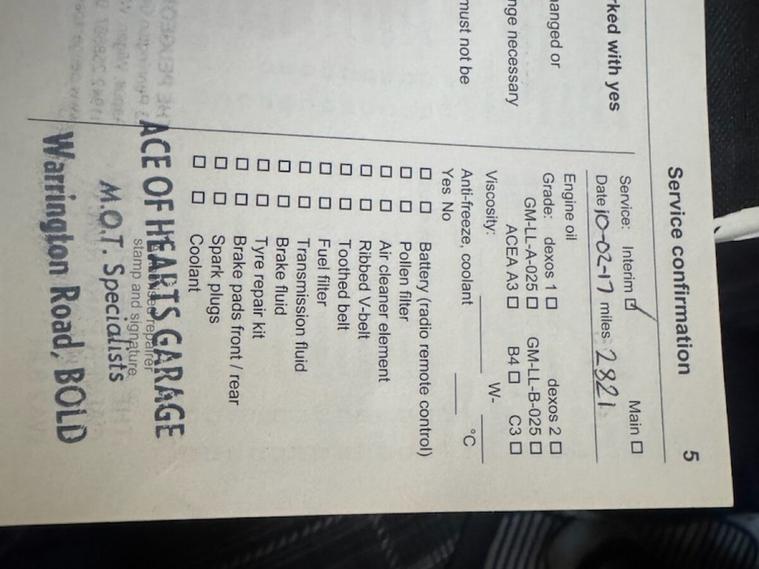 rked with yes
hanged or
nge necessary
must not be
Service confirmation 5
Service: Interim ☑ Main ☐
Date 10-02-17 miles 2821
Engine oil
Grade: dexos 1 ☐ dexos 2 ☐
GM-LL-A-025 ☐ GM-LL-B-025 ☐
ACEA A3 ☐ B4 ☐ C3 ☐
Viscosity: W-
Anti-freeze, coolant °C
Yes No
☐ ☐ Battery (radio remote control)
☐ ☐ Pollen filter
☐ ☐ Air cleaner element
☐ ☐ Ribbed V-belt
☐ ☐ Toothed belt
☐ ☐ Fuel filter
☐ ☐ Transmission fluid
☐ ☐ Brake fluid
☐ ☐ Tyre repair kit
☐ ☐ Brake pads front / rear
☐ ☐ Spark plugs
☐ ☐ Coolant
ACE OF HEARTS GARAGE
repairer
stamp and signature
M.O.T. Specialists
Warrington Road, BOLD